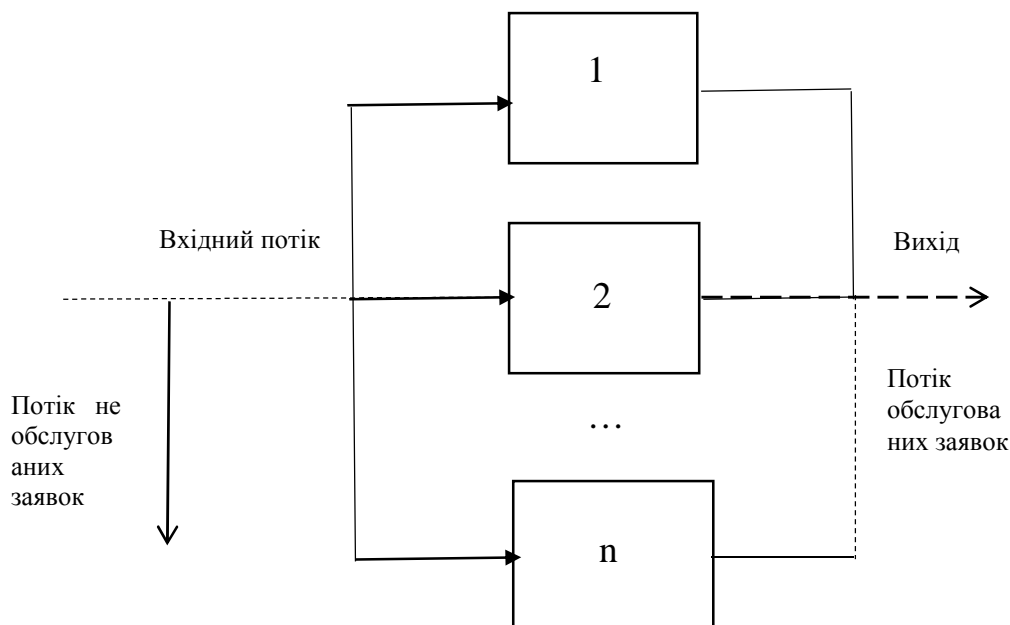 1
Вхідний потік
Вихід
2
Потік не
обслугов
аних
заявок
Потік
обслугова
них заявок
…
n